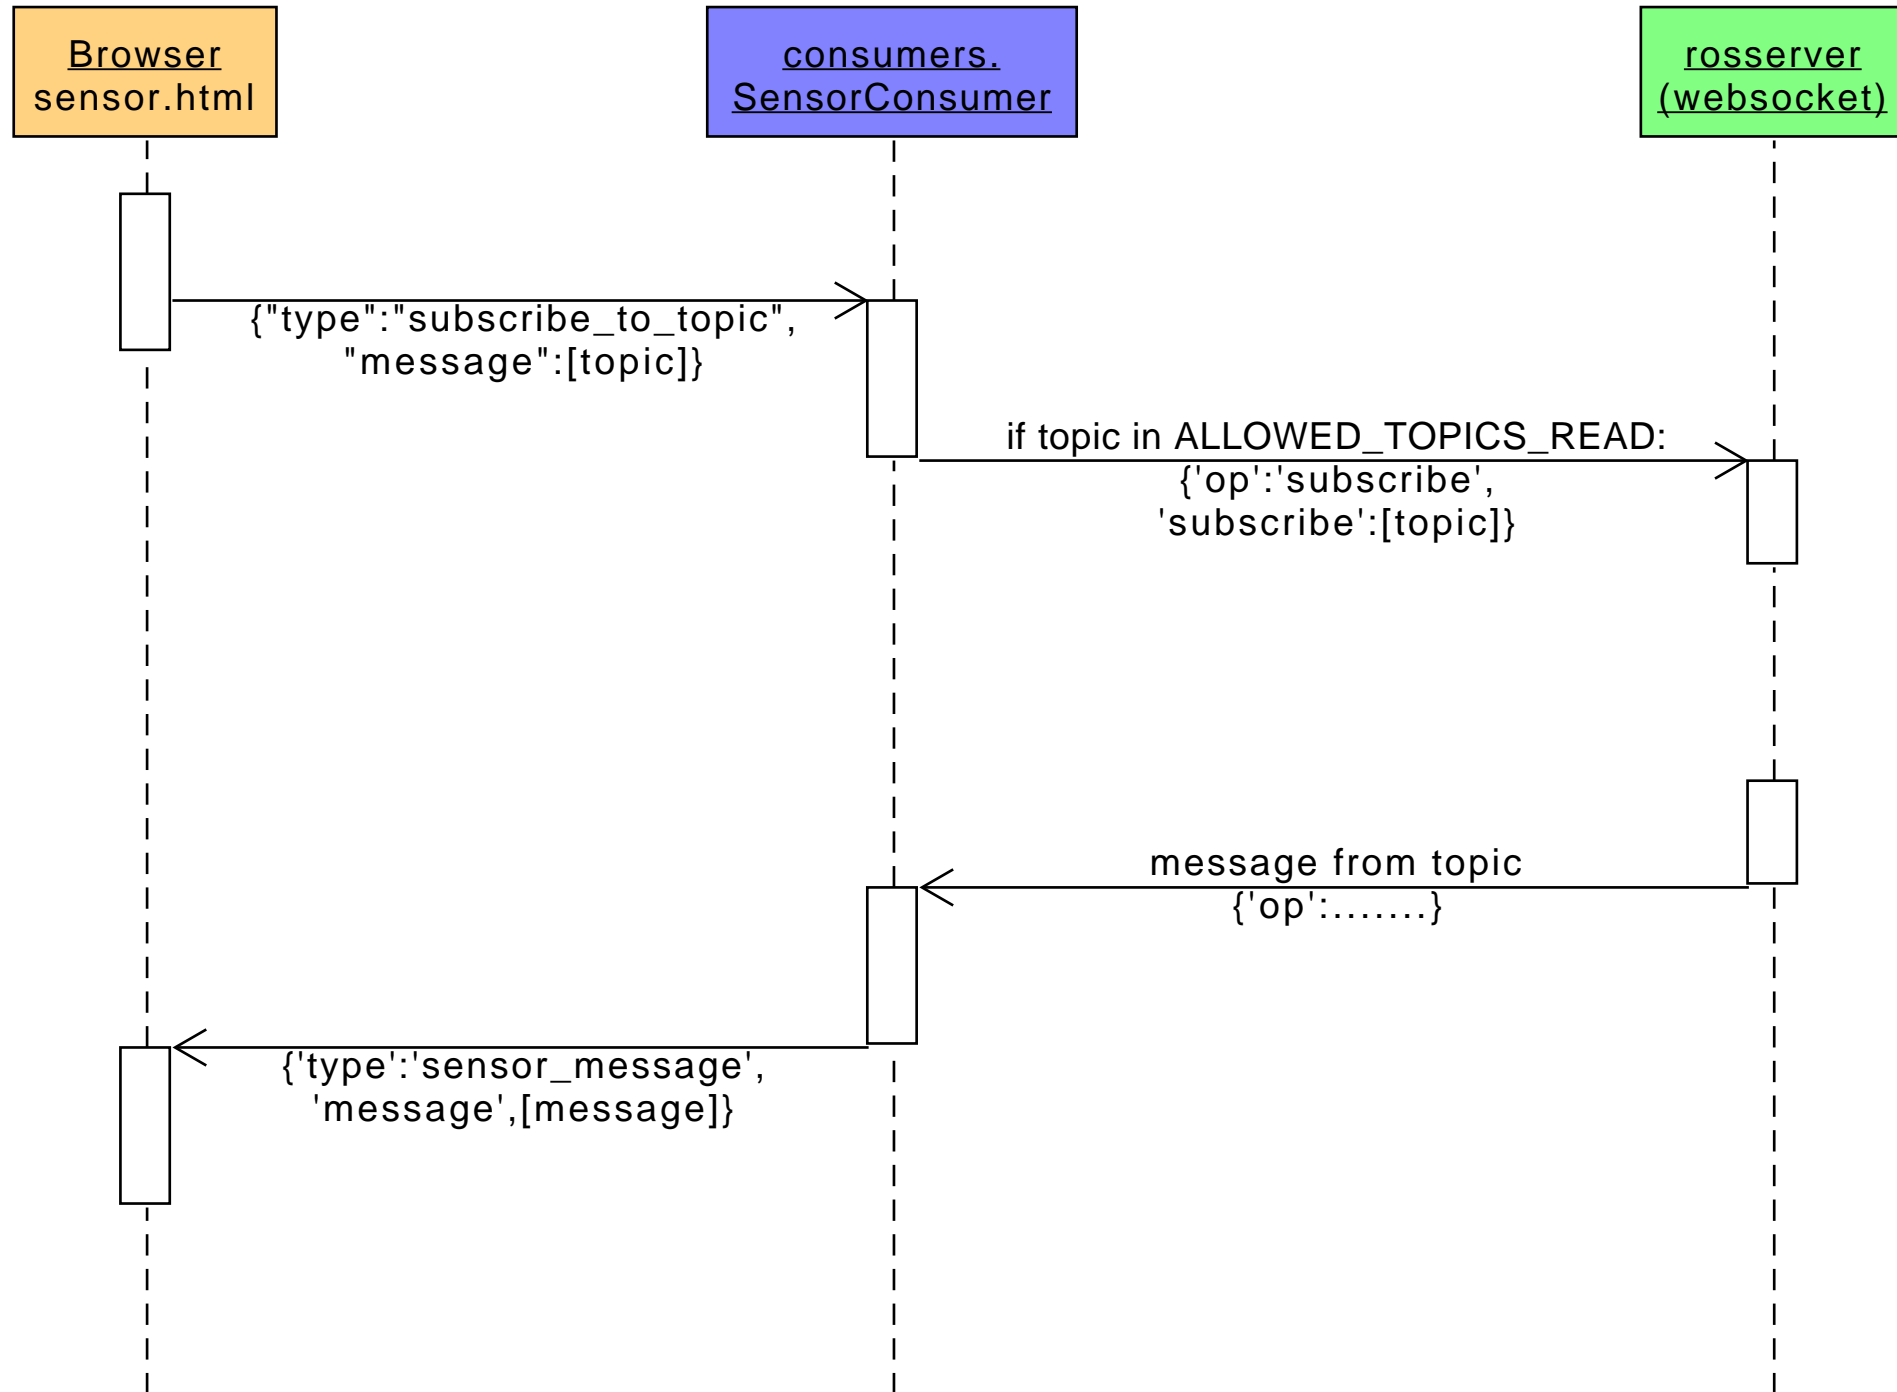 Browser
sensor.html
consumers.
SensorConsumer
rosserver
(websocket)
{"type":"subscribe_to_topic",
"message":[topic]}
if topic in ALLOWED_TOPICS_READ:
{'op':'subscribe',
'subscribe':[topic]}
message from topic
{'op':.......}
{'type':'sensor_message',
'message',[message]}